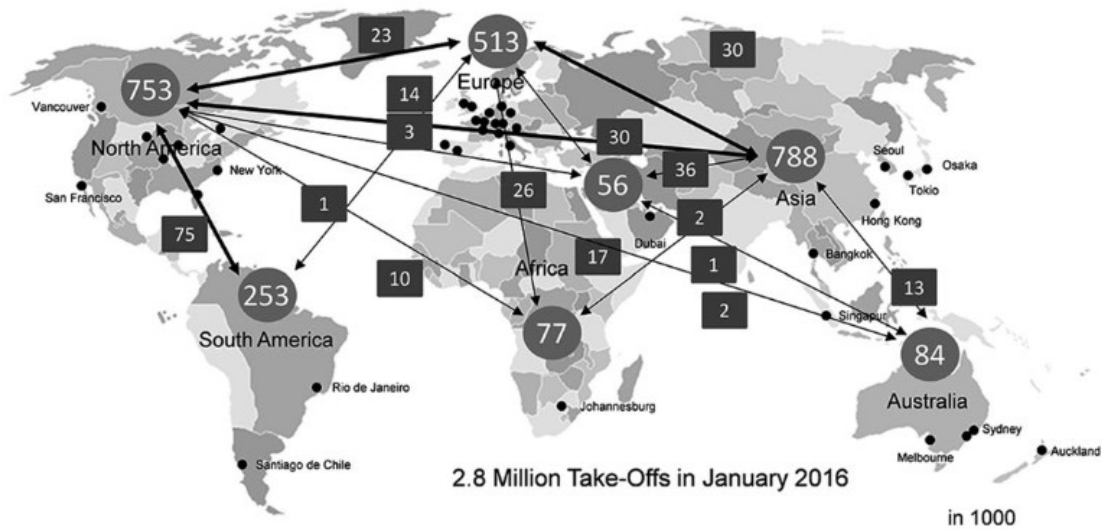 23
513
30
753
14
Europe
Vancouver
3
30
North America
788
Seoul
Osaka
New York
36
Tokio
San Francisco
56
26
Asia
1
2
Hong Kong
75
Dubai
Bangkok
17
Africa
1
10
13
253
2
Singapur
77
South America
84
Rio de Janeiro
Australia
Johannesburg
Sydney
Melbourne
Auckland
Santiago de Chile
2.8 Million Take-Offs in January 2016
in 1000